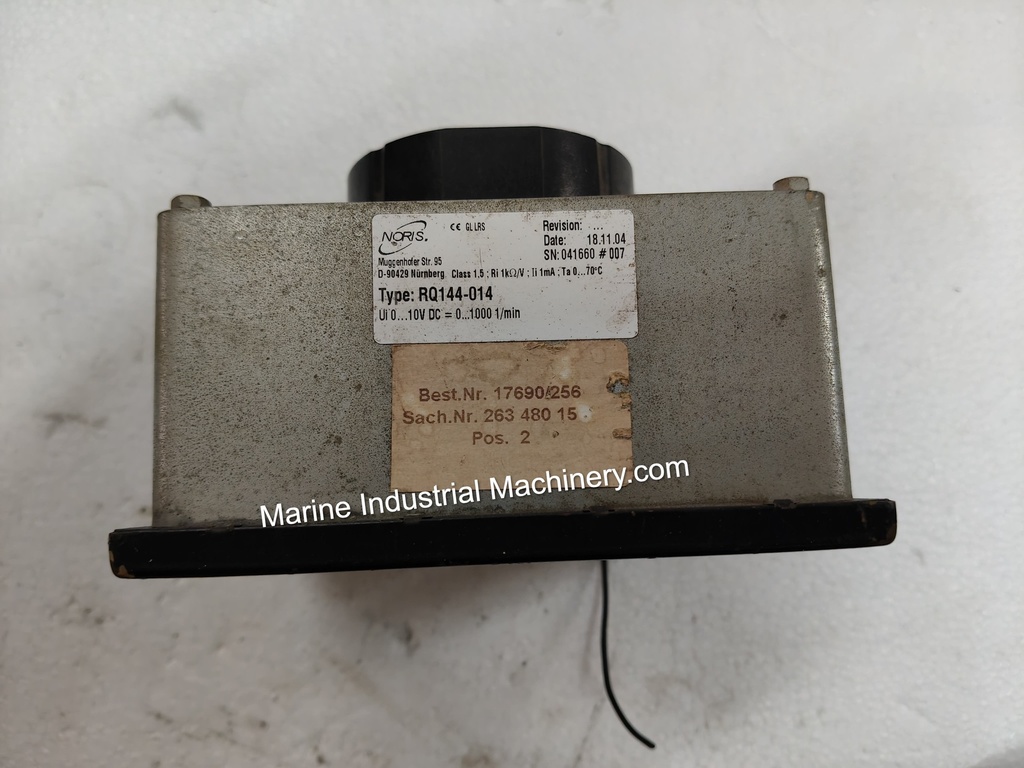 NORIS.
CE GL LRS
Revision: ...
Date: 18.11.04
SN: 041660 # 007
Muggenhofer Str. 95
D-90429 Nürnberg Class 1,5 ; Ri 1kΩ/V ; Ii 1mA ; Ta 0...70°C
Type: RQ144-014
Ui 0...10V DC = 0...1000 1/min
Best.Nr. 17690/256
Sach.Nr. 263 480 15
Pos. 2
Marine Industrial Machinery.com